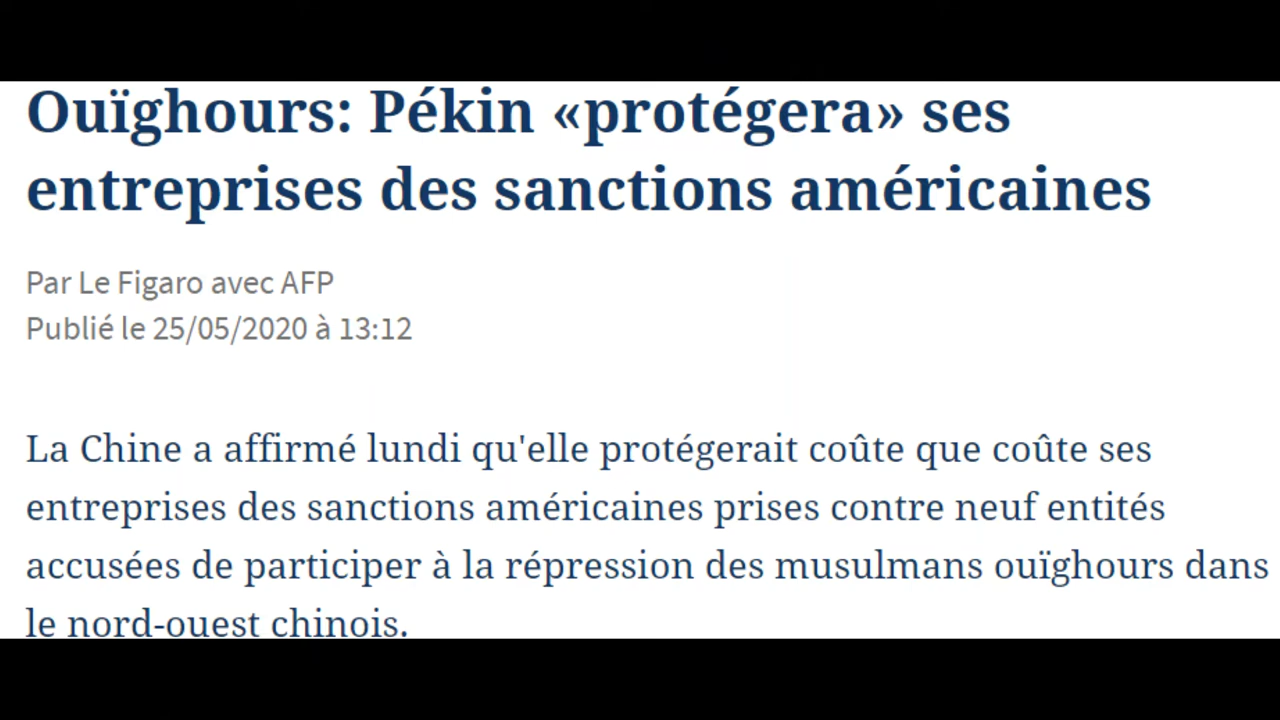 Ouïghours: Pékin «protégera» ses
entreprises des sanctions américaines
Par Le Figaro avec AFP
Publié le 25/05/2020 à 13:12
La Chine a affirmé lundi qu'elle protégerait coûte que coûte ses
entreprises des sanctions américaines prises contre neuf entités
accusées de participer à la répression des musulmans ouïghours dans
le nord-ouest chinois.